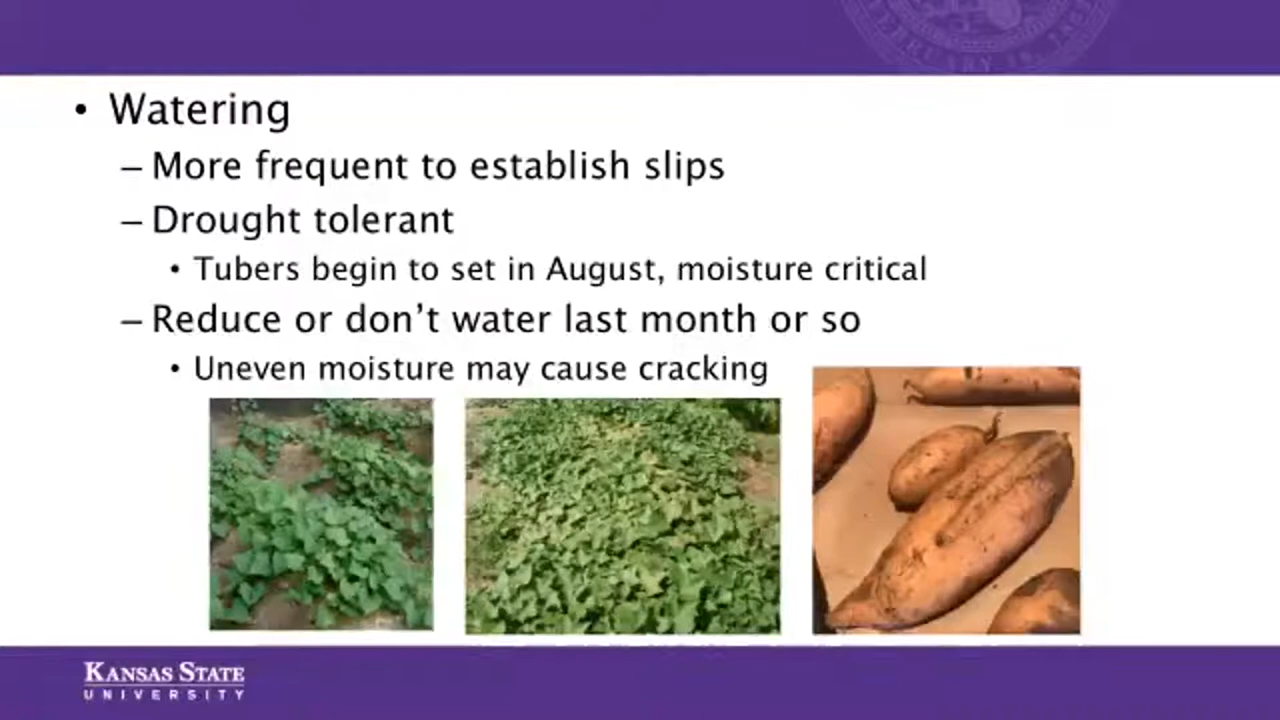 • Watering
– More frequent to establish slips
– Drought tolerant
• Tubers begin to set in August, moisture critical
– Reduce or don’t water last month or so
• Uneven moisture may cause cracking
KANSAS STATE
UNIVERSITY